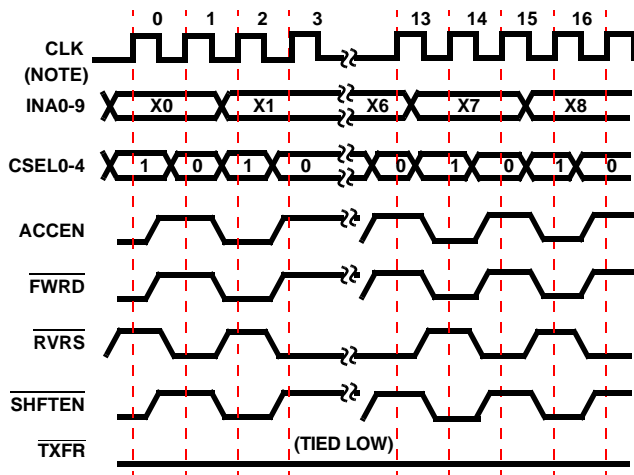 0 1 2 3 13 14 15 16
CLK
(NOTE)
INA0-9 X0 X1 X6 X7 X8
CSEL0-4 1 0 1 0 0 1 0 1 0
ACCEN
FWRD
RVRS
SHFTEN
(TIED LOW)
TXFR